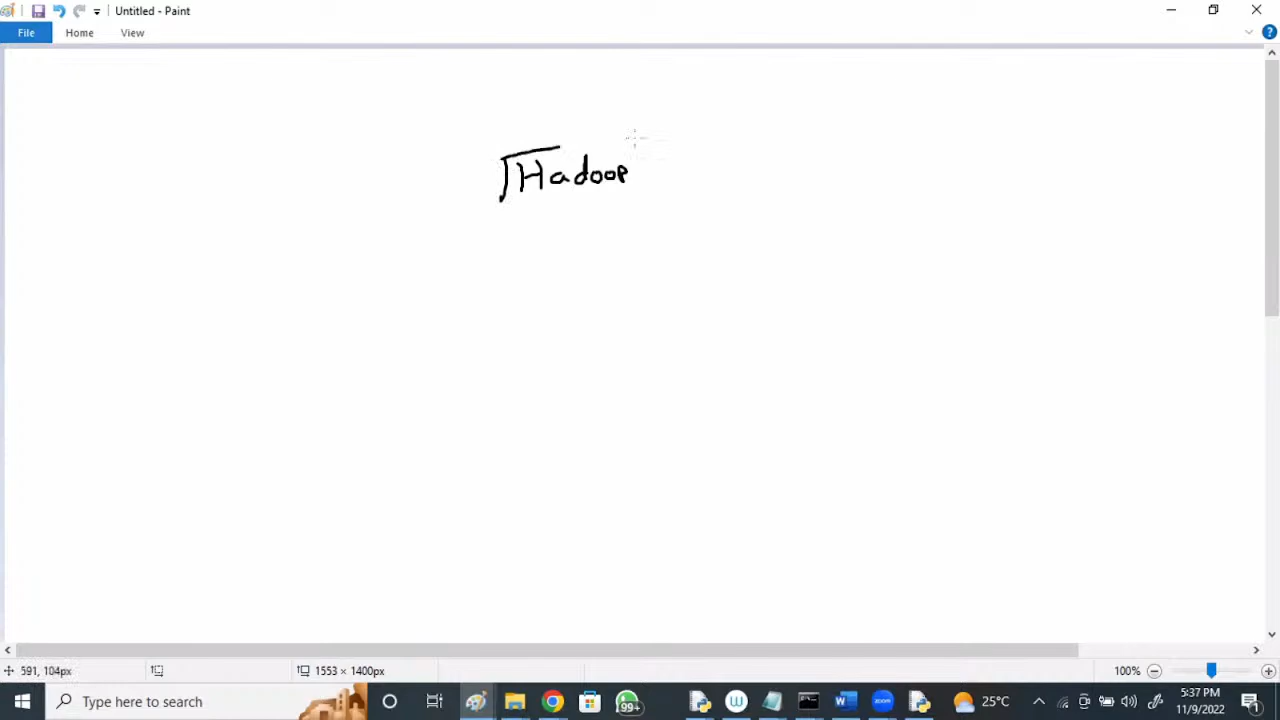 Untitled - Paint
File Home View
Hadoop
591, 104px 1553 × 1400px 100%
Type here to search 99+ 25°C 5:37 PM
11/9/2022